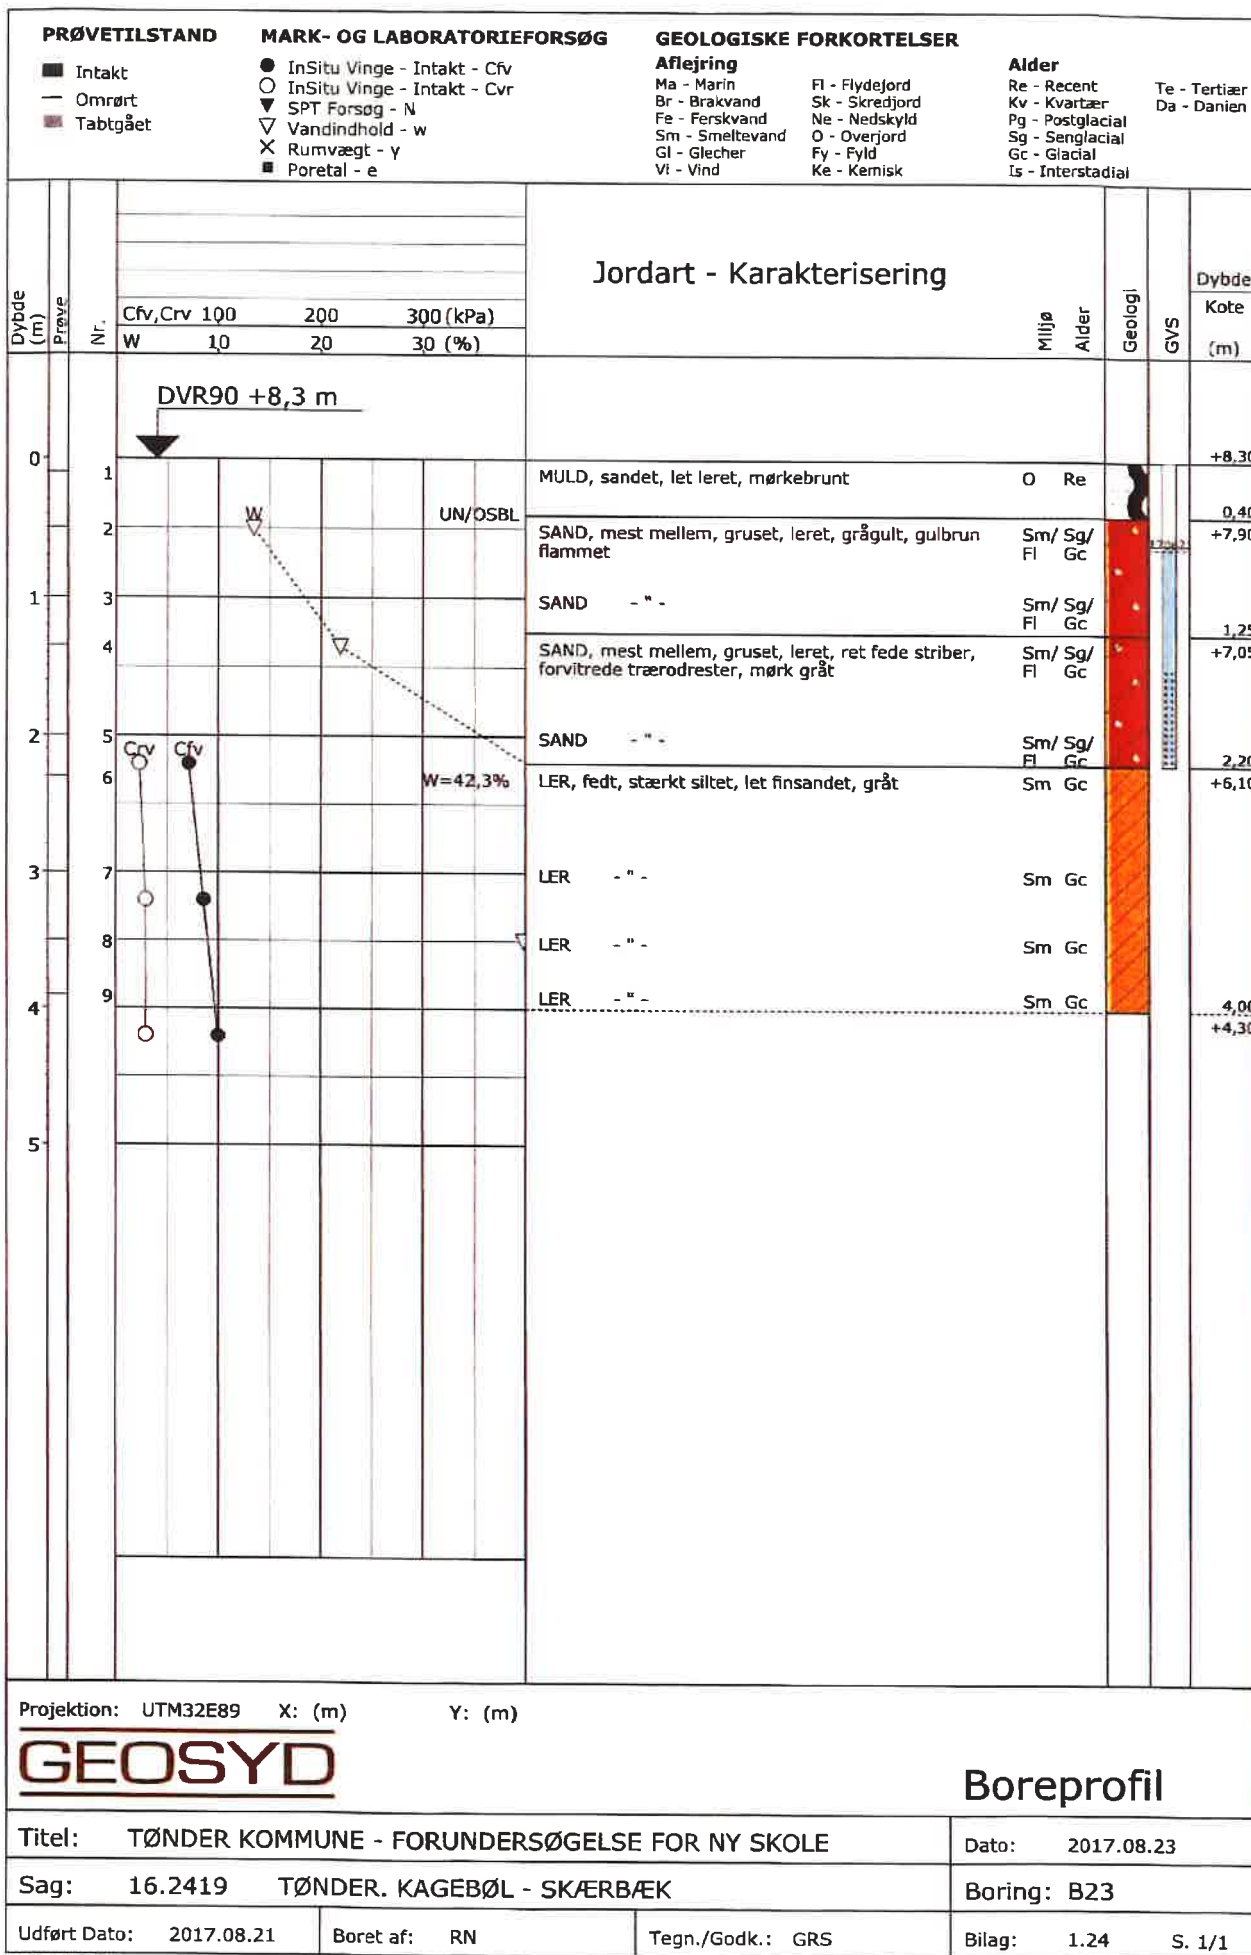 PRØVETILSTAND
Intakt
Omrørt
Tabtgået
MARK- OG LABORATORIEFORSØG
InSitu Vinge - Intakt - Cfv
InSitu Vinge - Intakt - Cvr
SPT Forsøg - N
Vandindhold - w
Rumvægt - γ
Poretal - e
GEOLOGISKE FORKORTELSER
Aflejring
Ma - Marin
Br - Brakvand
Fe - Ferskvand
Sm - Smeltevand
Gl - Gletcher
Vi - Vind
Fl - Flydejord
Sk - Skredjord
Ne - Nedskyld
O - Overjord
Fy - Fyld
Ke - Kemisk
Alder
Re - Recent
Kv - Kvartær
Pg - Postglacial
Sg - Senglacial
Gc - Glacial
Is - Interstadial
Te - Tertiær
Da - Danien
Dybde (m)
Prøve
Nr.
Cfv,Crv 100 200 300 (kPa)
W 10 20 30 (%)
Jordart - Karakterisering
Miljø
Alder
Geologi
GVS
Dybde
Kote
(m)
DVR90 +8,3 m
0
+8,30
1 MULD, sandet, let leret, mørkebrunt O Re
W UN/OSBL 0,40
2 SAND, mest mellem, gruset, leret, grågult, gulbrun Sm/ Sg/ +7,90
flammet Fl Gc
1 3 SAND - " - Sm/ Sg/
Fl Gc 1,25
4 SAND, mest mellem, gruset, leret, ret fede striber, Sm/ Sg/ +7,05
forvitrede trærodrester, mørk gråt Fl Gc
2 5 SAND - " - Sm/ Sg/
Crv Cfv Fl Gc 2,20
6 W=42,3% LER, fedt, stærkt siltet, let finsandet, gråt Sm Gc +6,10
3 7 LER - " - Sm Gc
8 LER - " - Sm Gc
9 LER - " - Sm Gc
4 4,00
+4,30
5
Projektion: UTM32E89 X: (m) Y: (m)
GEOSYD
Boreprofil
Titel: TØNDER KOMMUNE - FORUNDERSØGELSE FOR NY SKOLE
Dato: 2017.08.23
Sag: 16.2419 TØNDER. KAGEBØL - SKÆRBÆK
Boring: B23
Udført Dato: 2017.08.21
Boret af: RN
Tegn./Godk.: GRS
Bilag: 1.24 S. 1/1